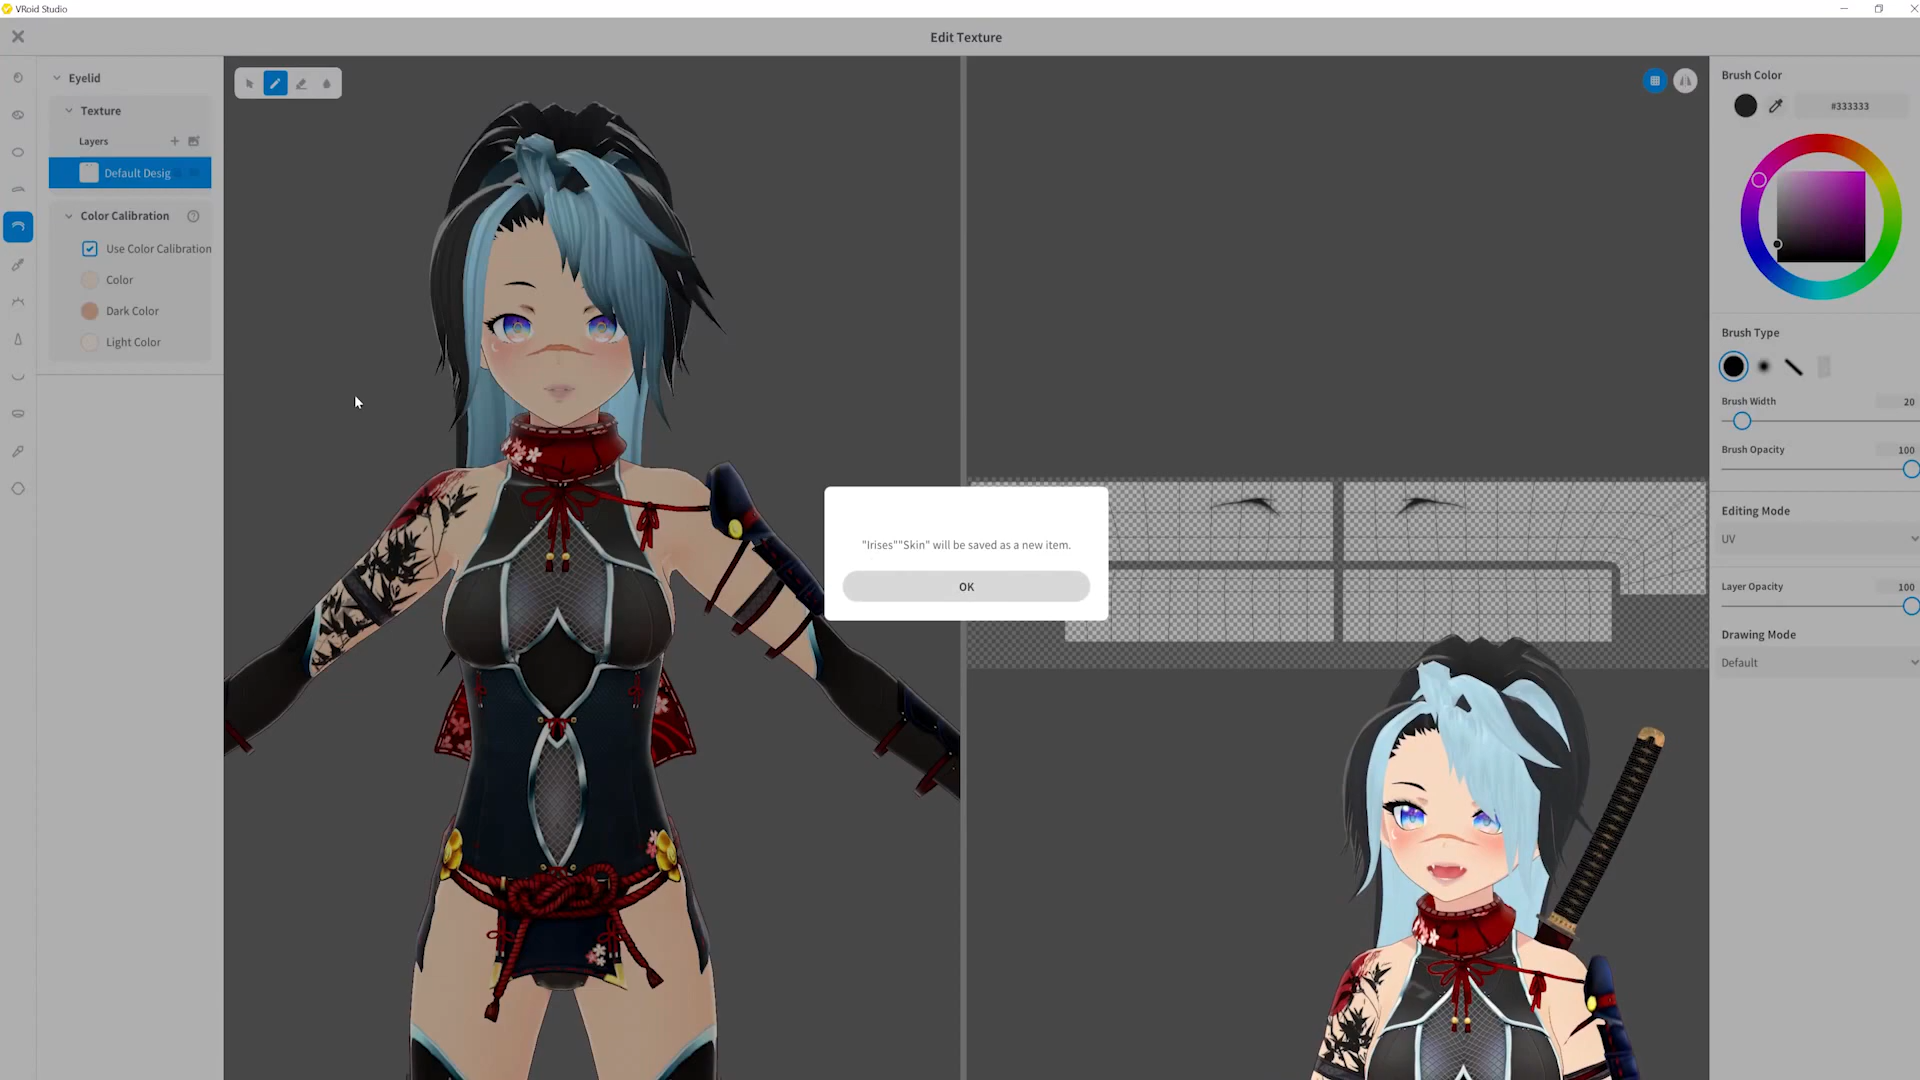 VRoid Studio
Edit Texture
Eyelid
Texture
Layers
Default Desig
Color Calibration
Use Color Calibration
Color
Dark Color
Light Color
"Irises""Skin" will be saved as a new item.
OK
Brush Color
#333333
Brush Type
Brush Width 20
Brush Opacity 100
Editing Mode
UV
Layer Opacity 100
Drawing Mode
Default